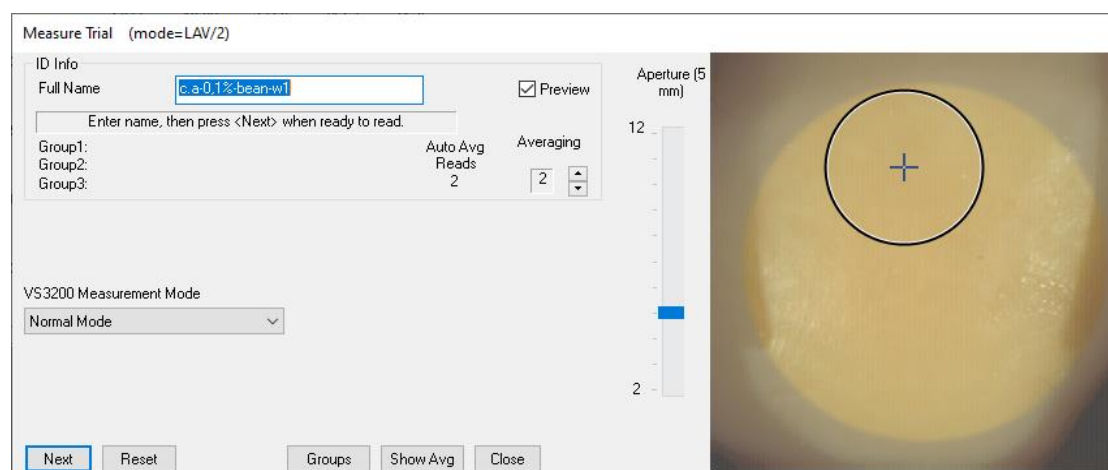 Measure Trial (mode=LAV/2)
ID Info
Full Name c.a-0,1%-bean-w1 Preview
Enter name, then press <Next> when ready to read.
Group1:
Group2:
Group3:
Auto Avg
Reads
2
Averaging
2
VS3200 Measurement Mode
Normal Mode
Aperture (5
mm)
12
2
Next Reset Groups Show Avg Close